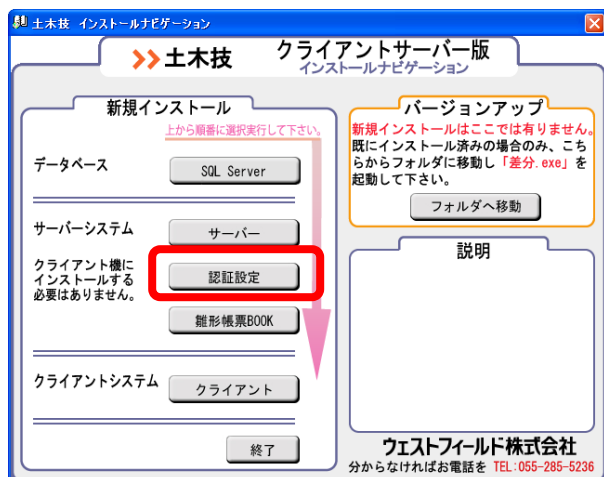 土木技 インストールナビゲーション
>>土木技 クライアントサーバー版
インストールナビゲーション
新規インストール
上から順番に選択実行して下さい。
データベース
SQL Server
サーバーシステム
サーバー
クライアント機に
インストールする
必要はありません。
認証設定
雛形帳票BOOK
クライアントシステム
クライアント
終了
バージョンアップ
新規インストールはここでは有りません。
既にインストール済みの場合のみ、こち
らからフォルダに移動し「差分.exe」を
起動して下さい。
フォルダへ移動
説明
ウェストフィールド株式会社
分からなければお電話を TEL:055-285-5236